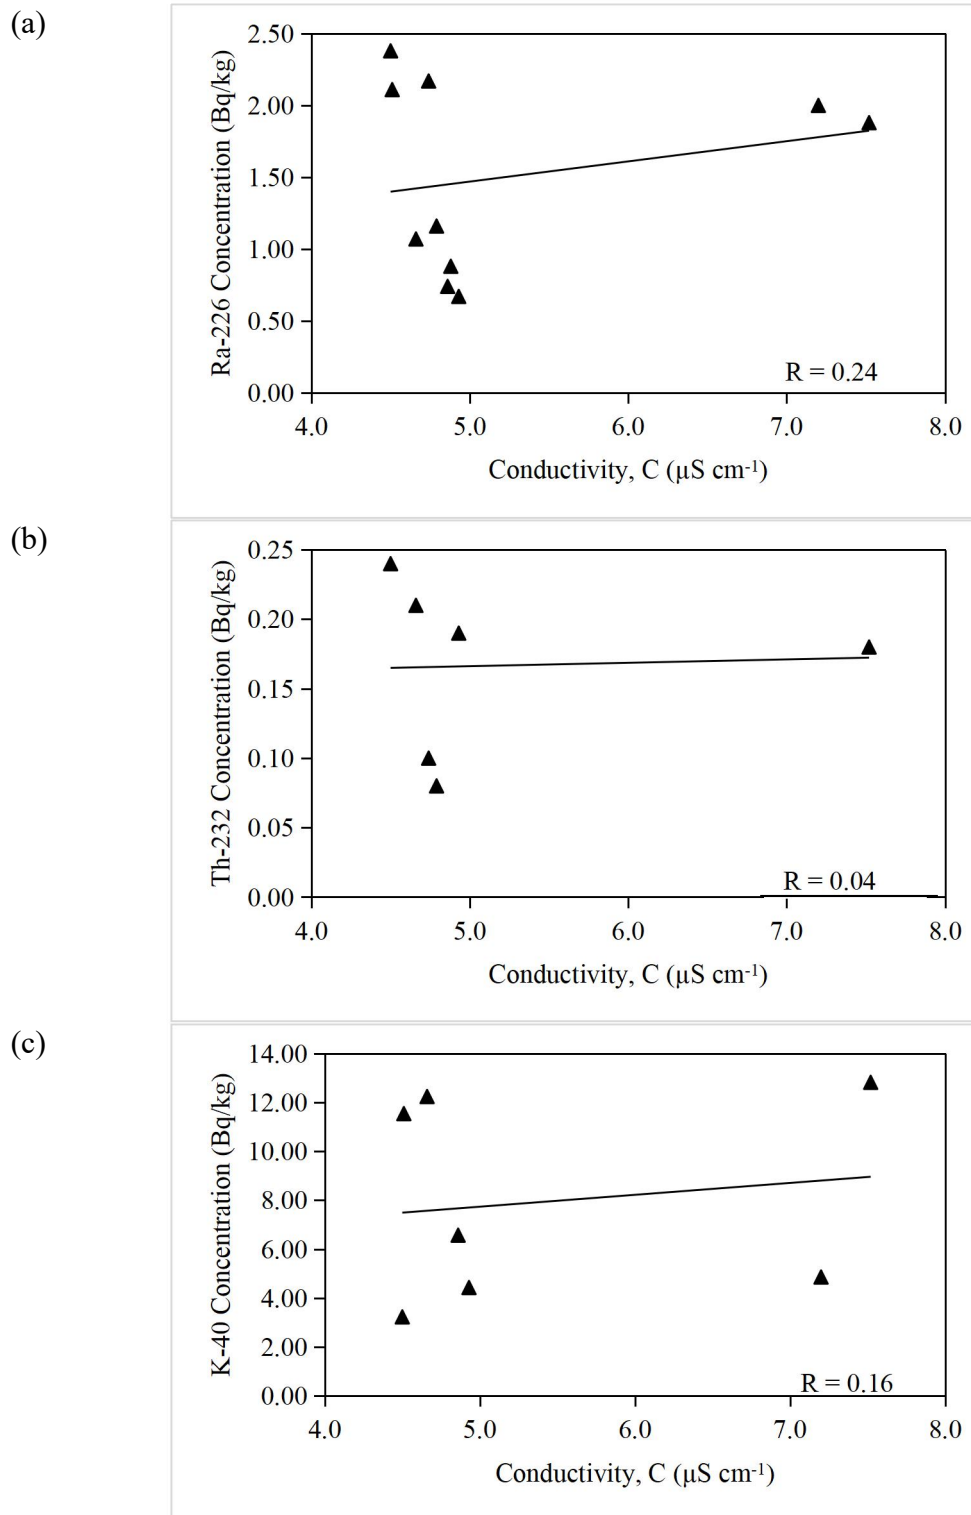 (a)
Ra-226 Concentration (Bq/kg)
2.50
2.00
1.50
1.00
0.50
0.00
R = 0.24
4.0 5.0 6.0 7.0 8.0
Conductivity, C (µS cm⁻¹)
(b)
Th-232 Concentration (Bq/kg)
0.25
0.20
0.15
0.10
0.05
0.00
R = 0.04
4.0 5.0 6.0 7.0 8.0
Conductivity, C (µS cm⁻¹)
(c)
K-40 Concentration (Bq/kg)
14.00
12.00
10.00
8.00
6.00
4.00
2.00
0.00
R = 0.16
4.0 5.0 6.0 7.0 8.0
Conductivity, C (µS cm⁻¹)